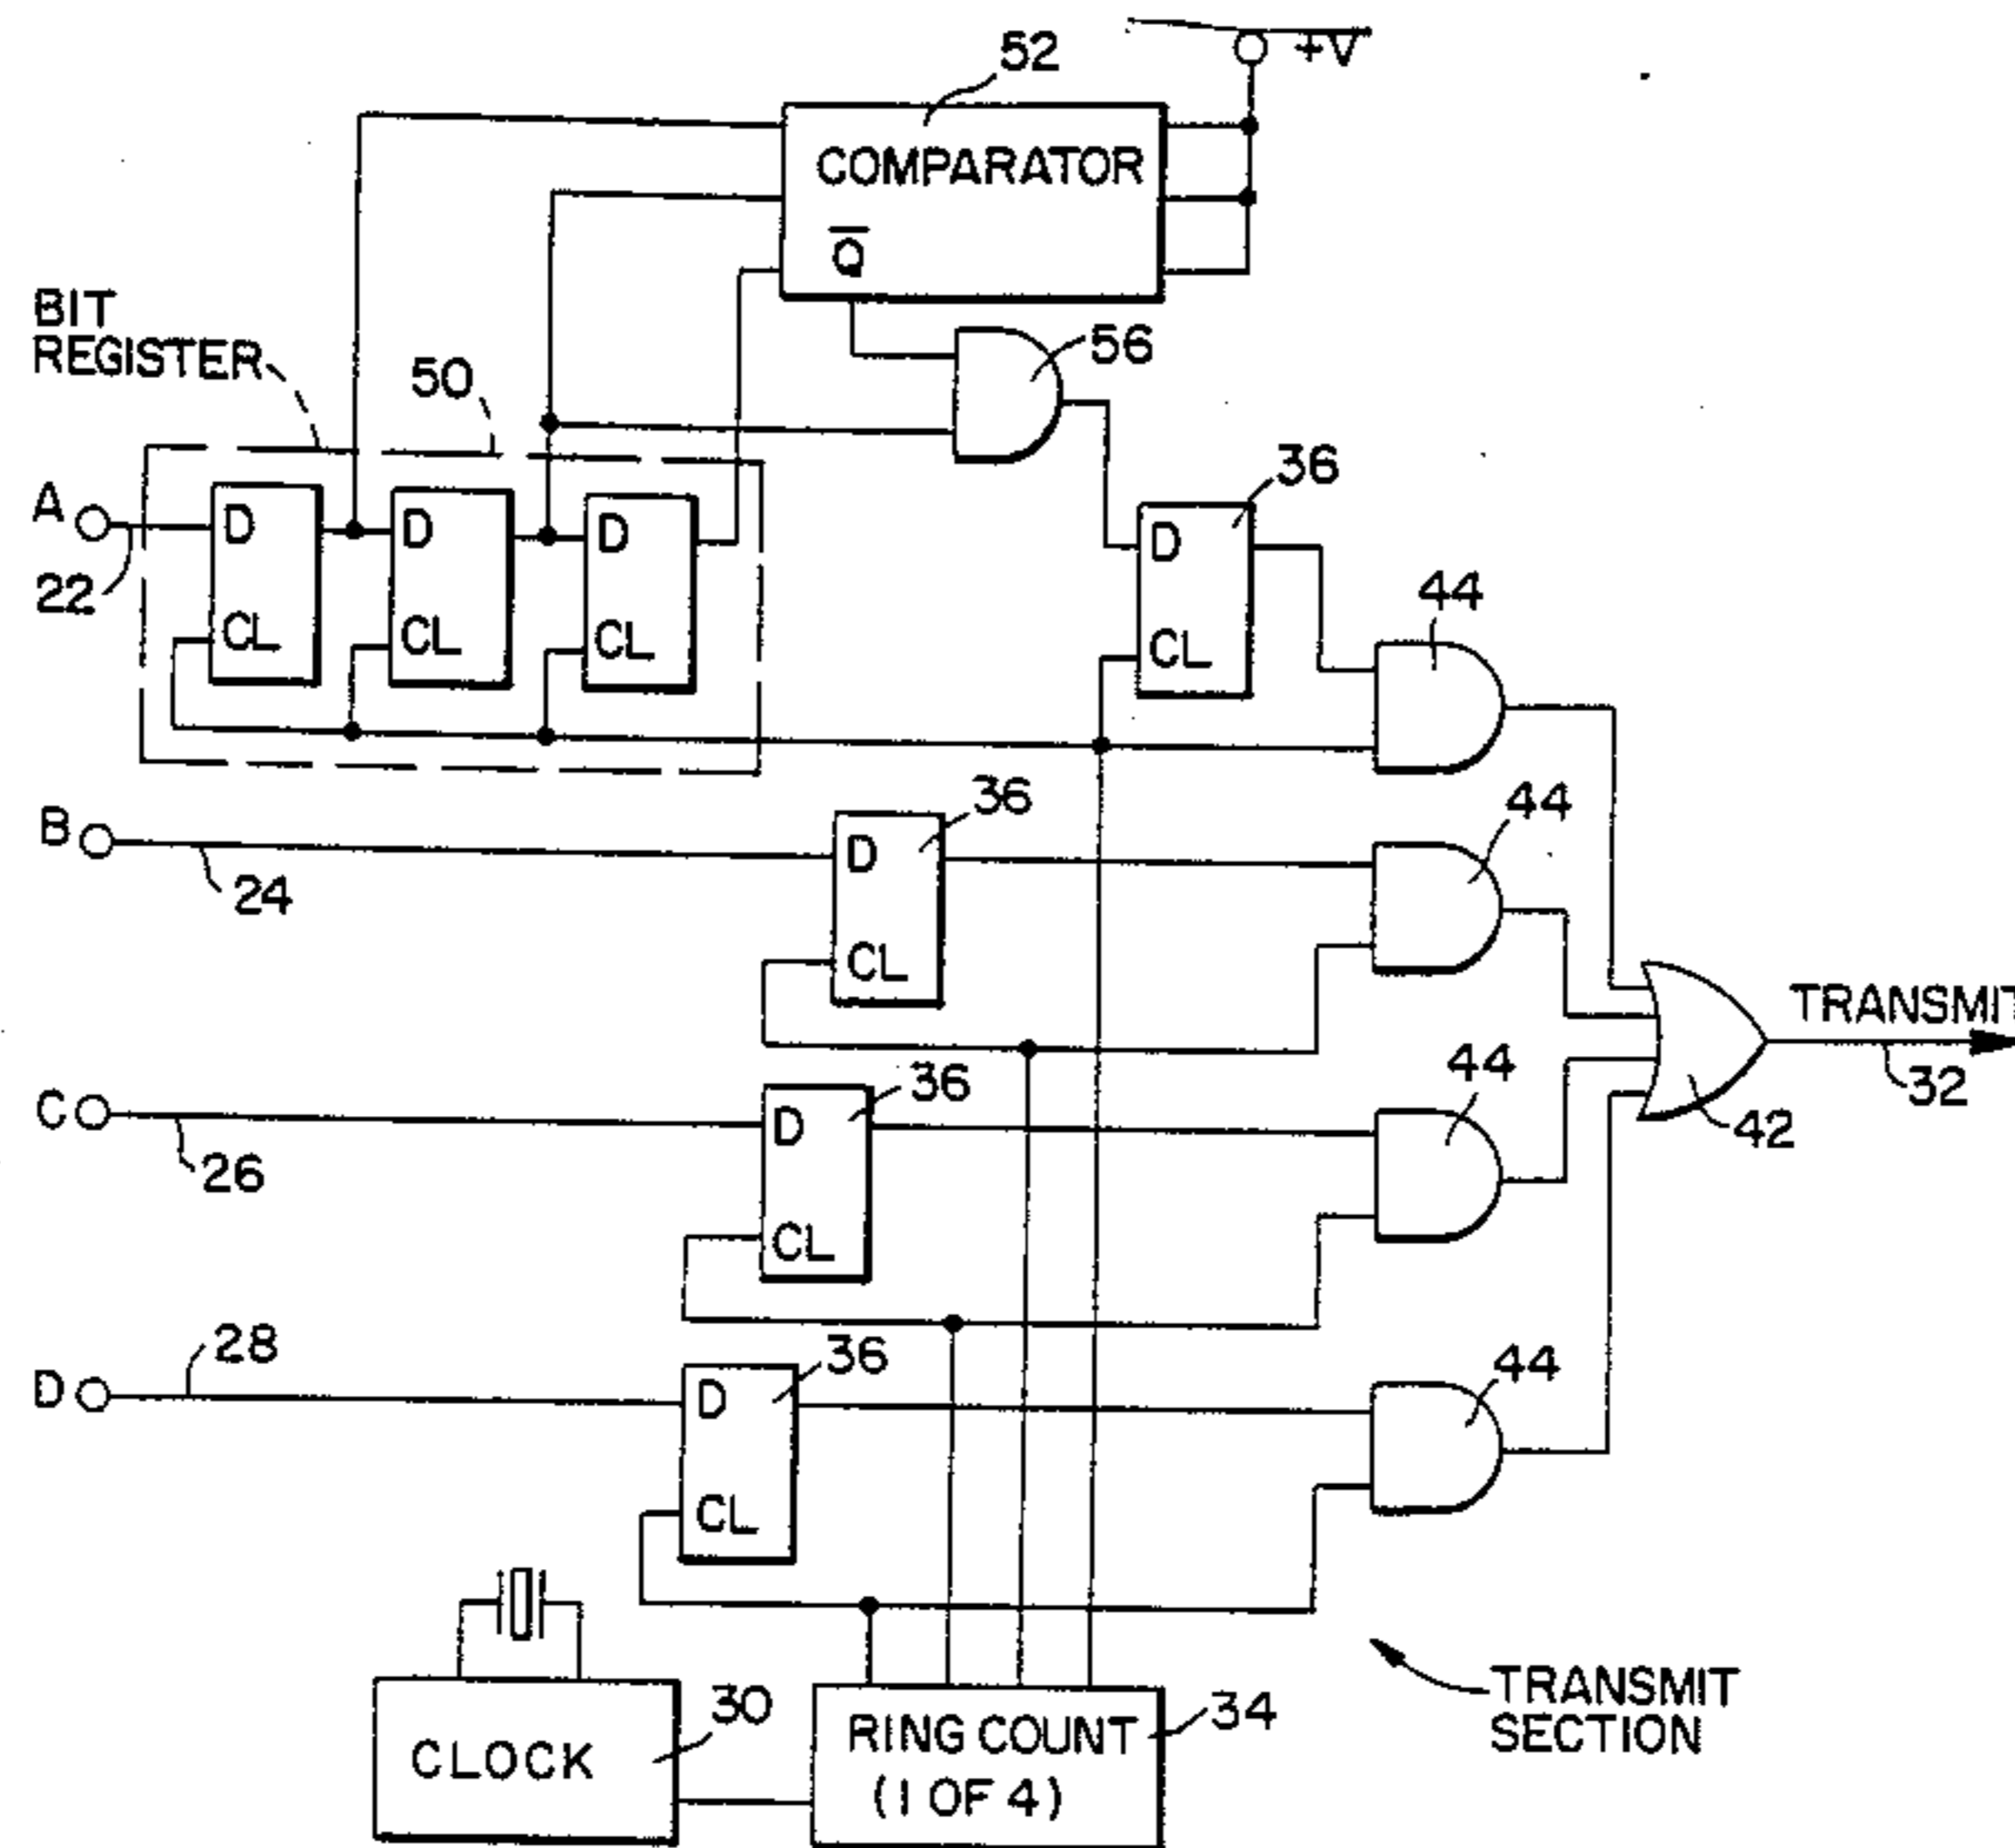 52
+V
COMPARATOR
Q̅
BIT
REGISTER
50
56
36
A
D
D
D
D
22
CL
CL
CL
CL
44
B
36
44
D
24
CL
TRANSMIT
C
36
44
32
D
42
26
CL
28
36
44
D
D
CL
30
34
TRANSMIT
SECTION
CLOCK
RING COUNT
(1 OF 4)